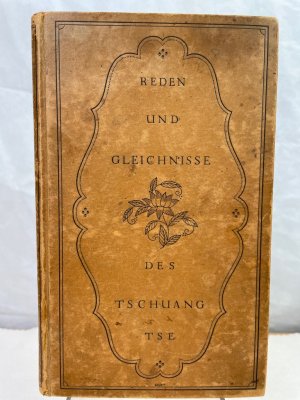 REDEN
UND
GLEICHNISSE
DES
TSCHUANG
TSE